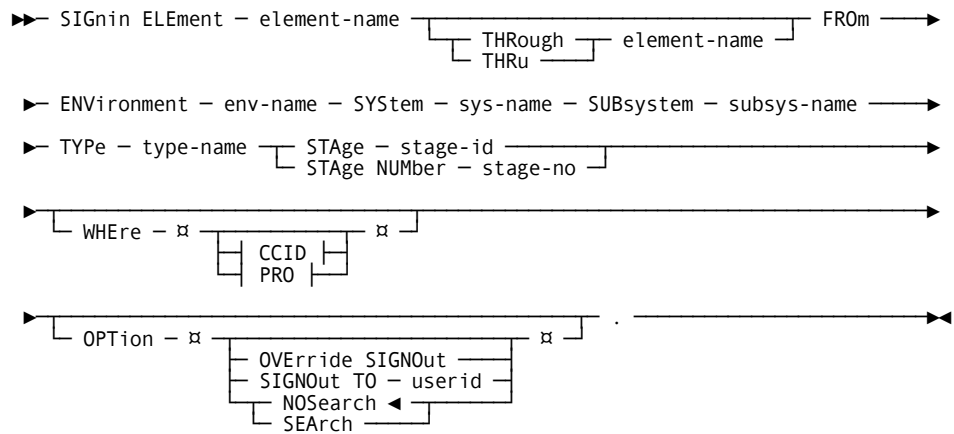 SIGnin ELEment element-name FROm
THRough element-name
THRu
ENVironment env-name SYStem sys-name SUBsystem subsys-name
TYPe type-name STAge stage-id
STAge NUMber stage-no
WHEre ¤ ¤
CCID
PRO
OPTion ¤ ¤ .
OVErride SIGNOut
SIGNOut TO userid
NOSearch
SEArch